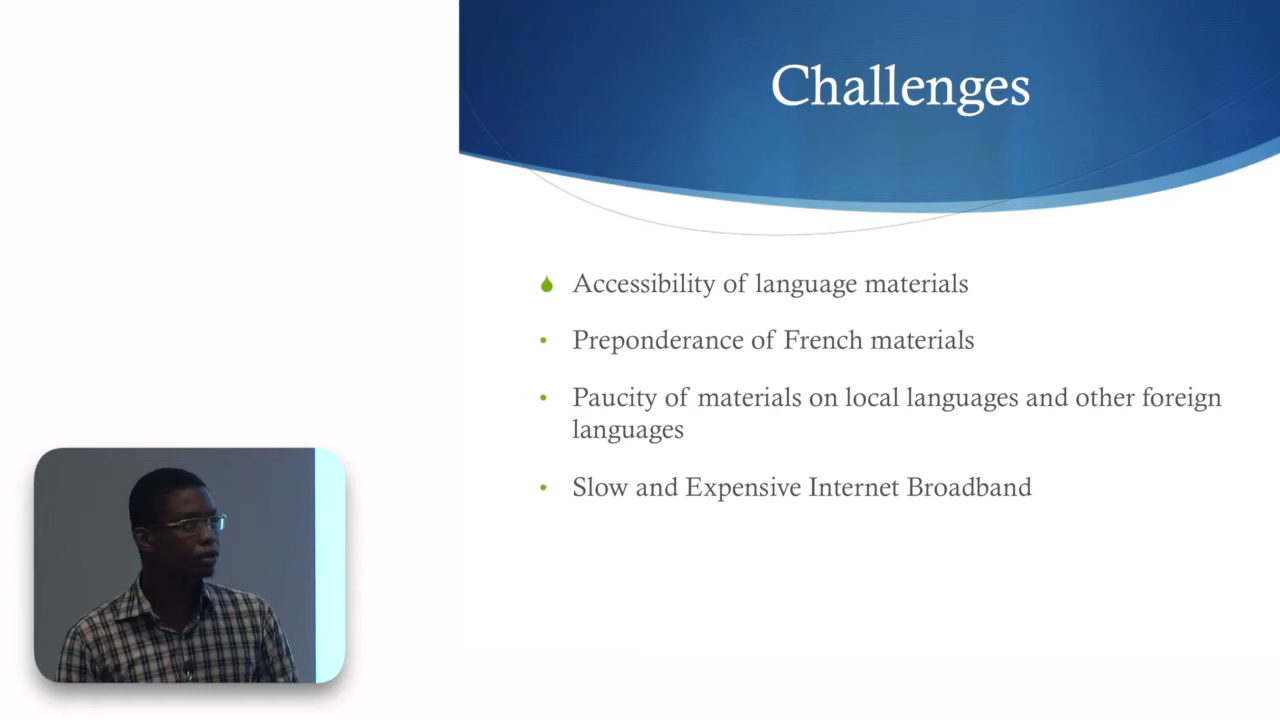 Challenges
Accessibility of language materials
Preponderance of French materials
Paucity of materials on local languages and other foreign
languages
Slow and Expensive Internet Broadband